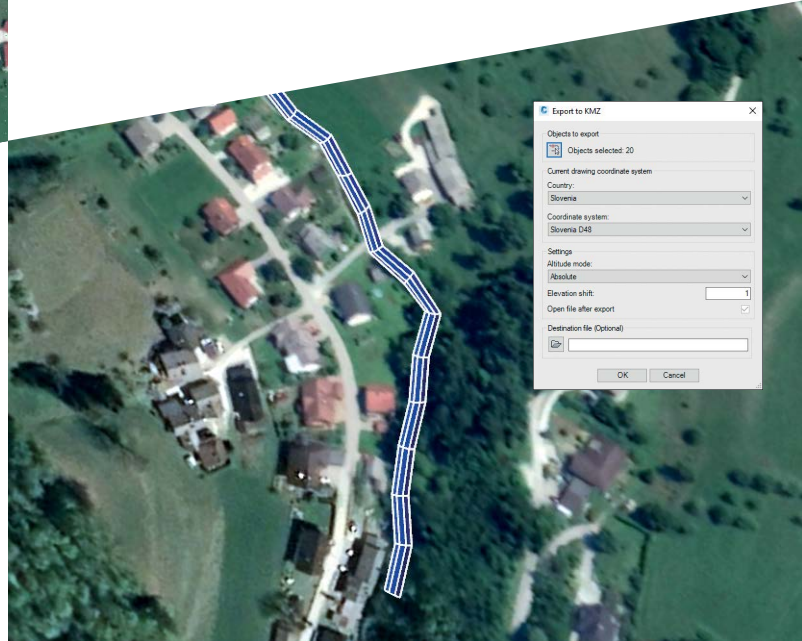 Export to KMZ
Objects to export
Objects selected: 20
Current drawing coordinate system
Country:
Slovenia
Coordinate system:
Slovenia D48
Settings
Altitude mode:
Absolute
Elevation shift: 1
Open file after export
Destination file (Optional)
OK Cancel